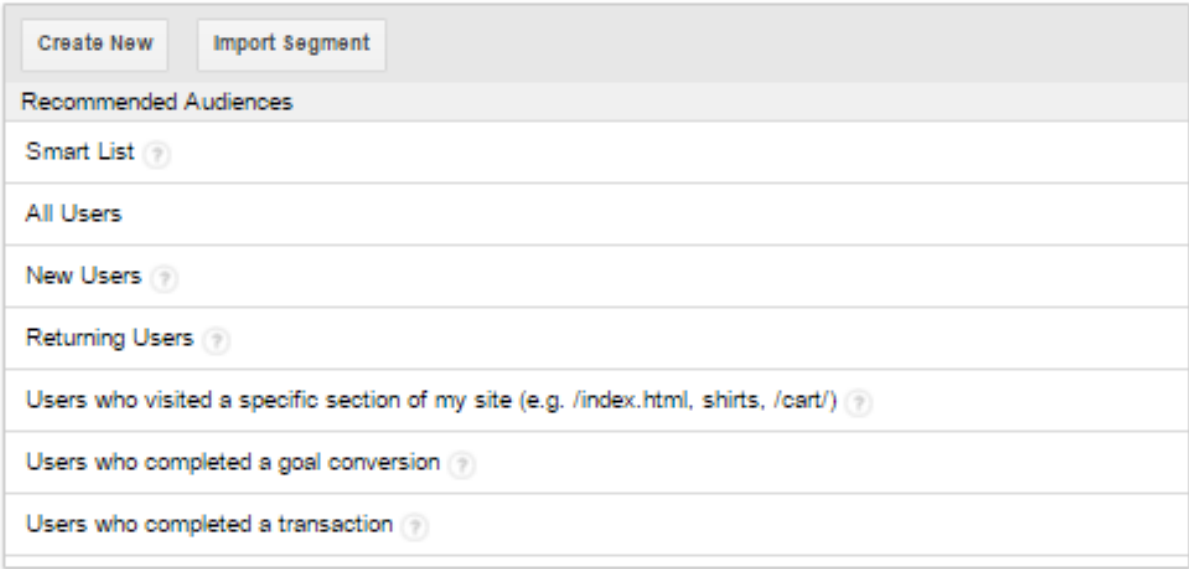 Create New Import Segment
Recommended Audiences
Smart List ?
All Users
New Users ?
Returning Users ?
Users who visited a specific section of my site (e.g. /index.html, shirts, /cart/) ?
Users who completed a goal conversion ?
Users who completed a transaction ?